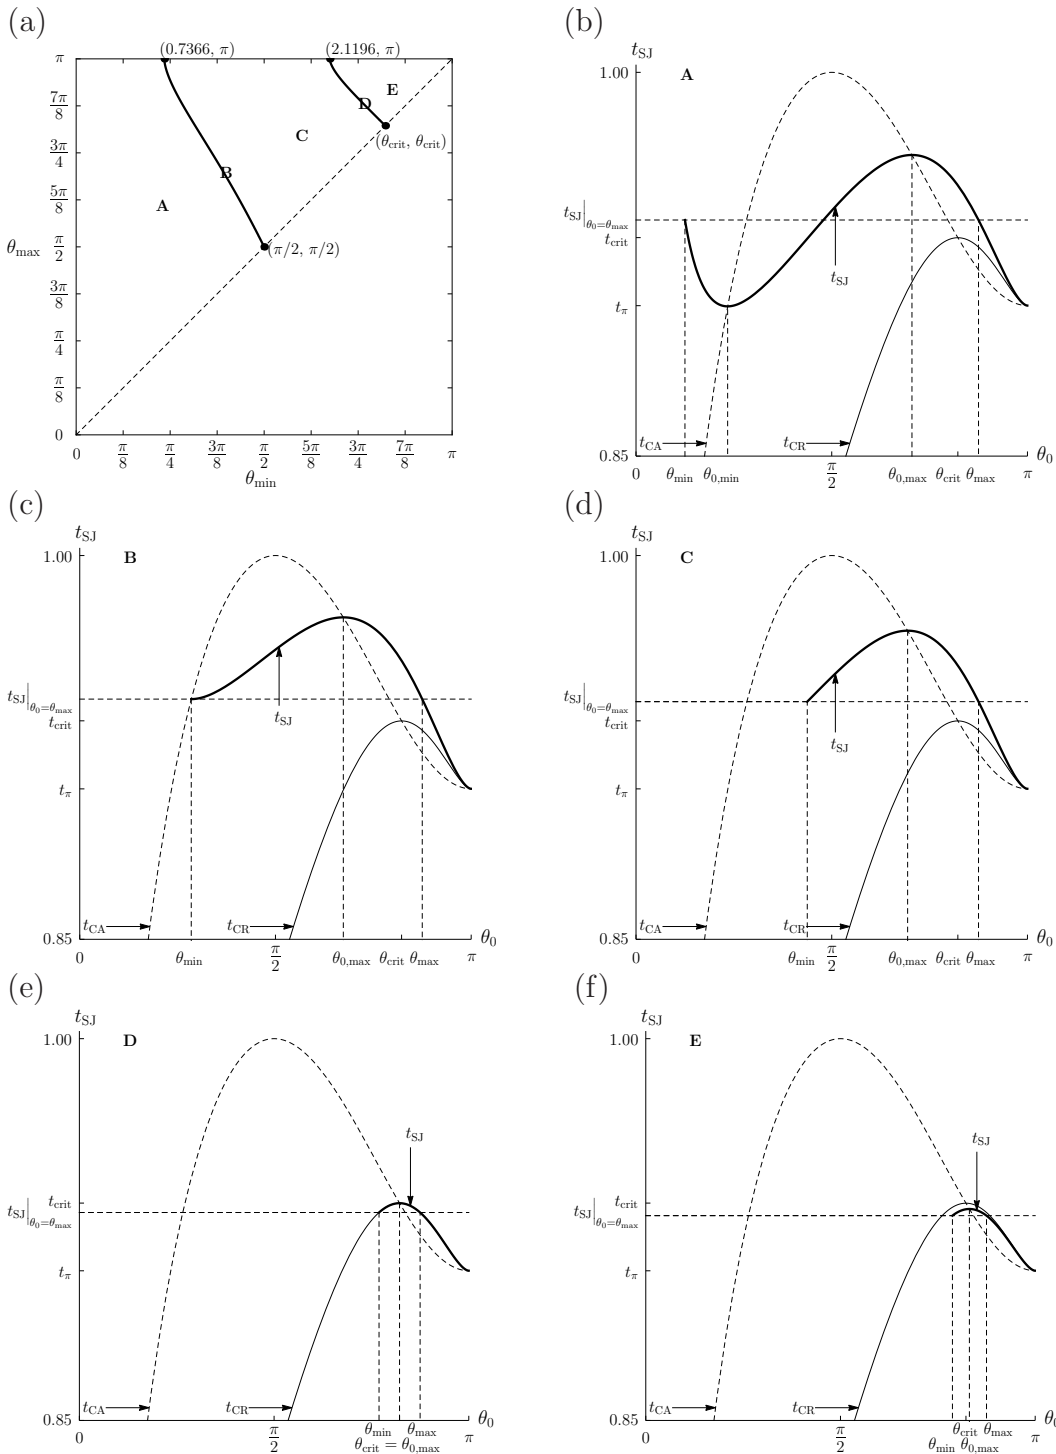 (a)
(0.7366, π)
(2.1196, π)
π
7π/8
3π/4
5π/8
θmax π/2
3π/8
π/4
π/8
0
E
D
C
B
A
(θcrit, θcrit)
(π/2, π/2)
0 π/8 π/4 3π/8 π/2 5π/8 3π/4 7π/8 π
θmin
(b)
tSJ
1.00
A
tSJ|θ0=θmax
tcrit
tSJ
tπ
tCA
tCR
0.85
θ0
0 θmin θ0,min π/2 θ0,max θcrit θmax π
(c)
tSJ
1.00
B
tSJ|θ0=θmax
tcrit
tSJ
tπ
tCA
tCR
0.85
θ0
0 θmin π/2 θ0,max θcrit θmax π
(d)
tSJ
1.00
C
tSJ|θ0=θmax
tcrit
tSJ
tπ
tCA
tCR
0.85
θ0
0 θmin π/2 θ0,max θcrit θmax π
(e)
tSJ
1.00
D
tSJ
tcrit
tSJ|θ0=θmax
tπ
tCA
tCR
0.85
θ0
0 π/2 θmin θmax π
θcrit = θ0,max
(f)
tSJ
1.00
E
tSJ
tcrit
tSJ|θ0=θmax
tπ
tCA
tCR
0.85
θ0
0 π/2 θcrit θmax π
θmin θ0,max